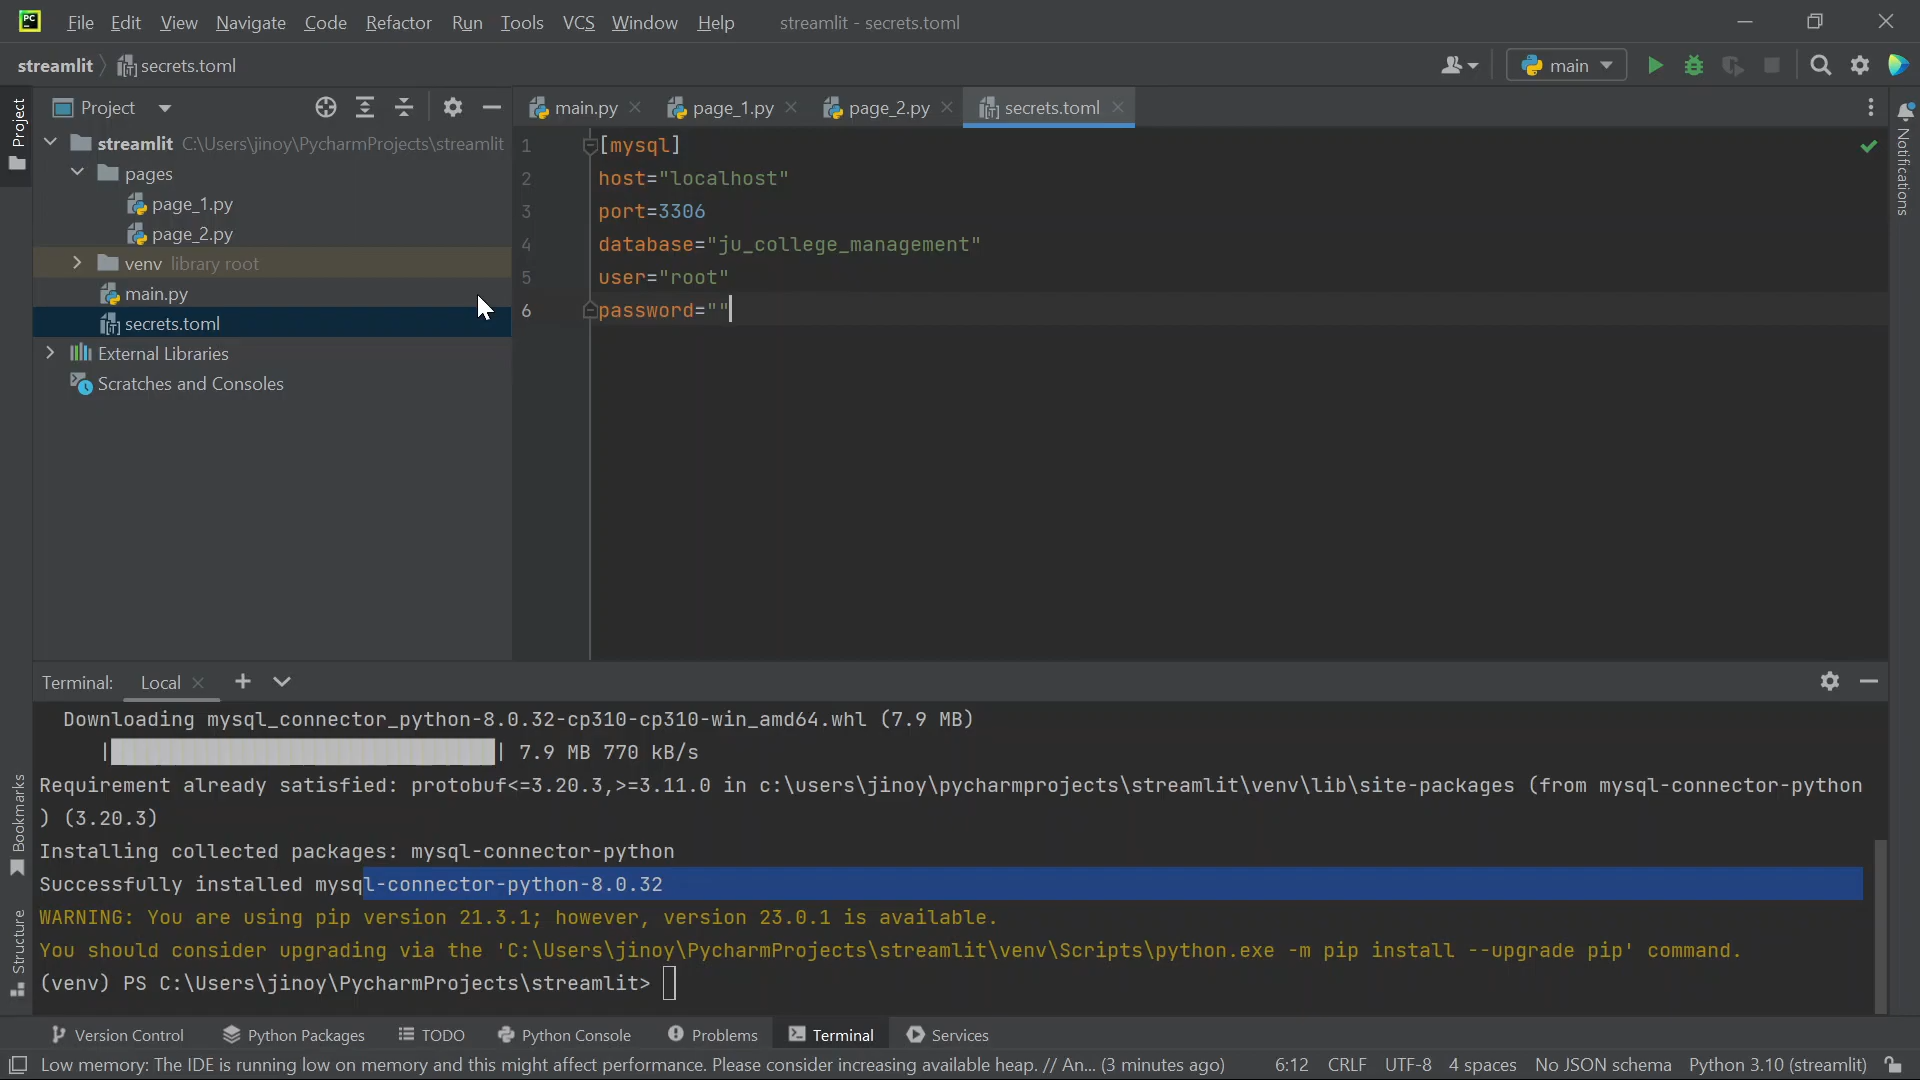 PC File Edit View Navigate Code Refactor Run Tools VCS Window Help streamlit - secrets.toml
streamlit secrets.toml main
Project
Project
main.py page_1.py page_2.py secrets.toml
streamlit C:\Users\jinoy\PycharmProjects\streamlit
pages
page_1.py
page_2.py
venv library root
main.py
secrets.toml
External Libraries
Scratches and Consoles
1 [mysql]
2 host="localhost"
3 port=3306
4 database="ju_college_management"
5 user="root"
6 password=""
Notifications
Terminal: Local
Downloading mysql_connector_python-8.0.32-cp310-cp310-win_amd64.whl (7.9 MB)
| | 7.9 MB 770 kB/s
Requirement already satisfied: protobuf<=3.20.3,>=3.11.0 in c:\users\jinoy\pycharmprojects\streamlit\venv\lib\site-packages (from mysql-connector-python
) (3.20.3)
Installing collected packages: mysql-connector-python
Successfully installed mysql-connector-python-8.0.32
WARNING: You are using pip version 21.3.1; however, version 23.0.1 is available.
You should consider upgrading via the 'C:\Users\jinoy\PycharmProjects\streamlit\venv\Scripts\python.exe -m pip install --upgrade pip' command.
(venv) PS C:\Users\jinoy\PycharmProjects\streamlit>
Bookmarks
Structure
Version Control Python Packages TODO Python Console Problems Terminal Services
Low memory: The IDE is running low on memory and this might affect performance. Please consider increasing available heap. // An... (3 minutes ago) 6:12 CRLF UTF-8 4 spaces No JSON schema Python 3.10 (streamlit)